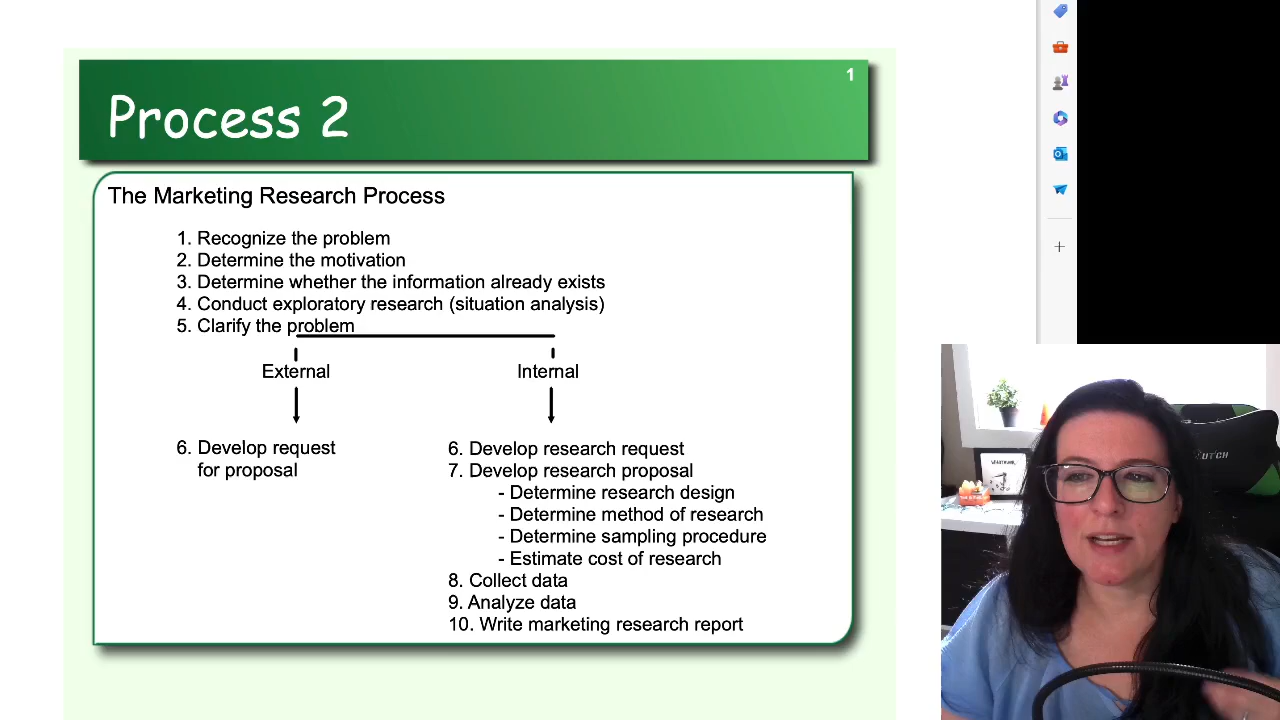 1
Process 2
The Marketing Research Process
1. Recognize the problem
2. Determine the motivation
3. Determine whether the information already exists
4. Conduct exploratory research (situation analysis)
5. Clarify the problem
External
6. Develop request
for proposal
Internal
6. Develop research request
7. Develop research proposal
- Determine research design
- Determine method of research
- Determine sampling procedure
- Estimate cost of research
8. Collect data
9. Analyze data
10. Write marketing research report